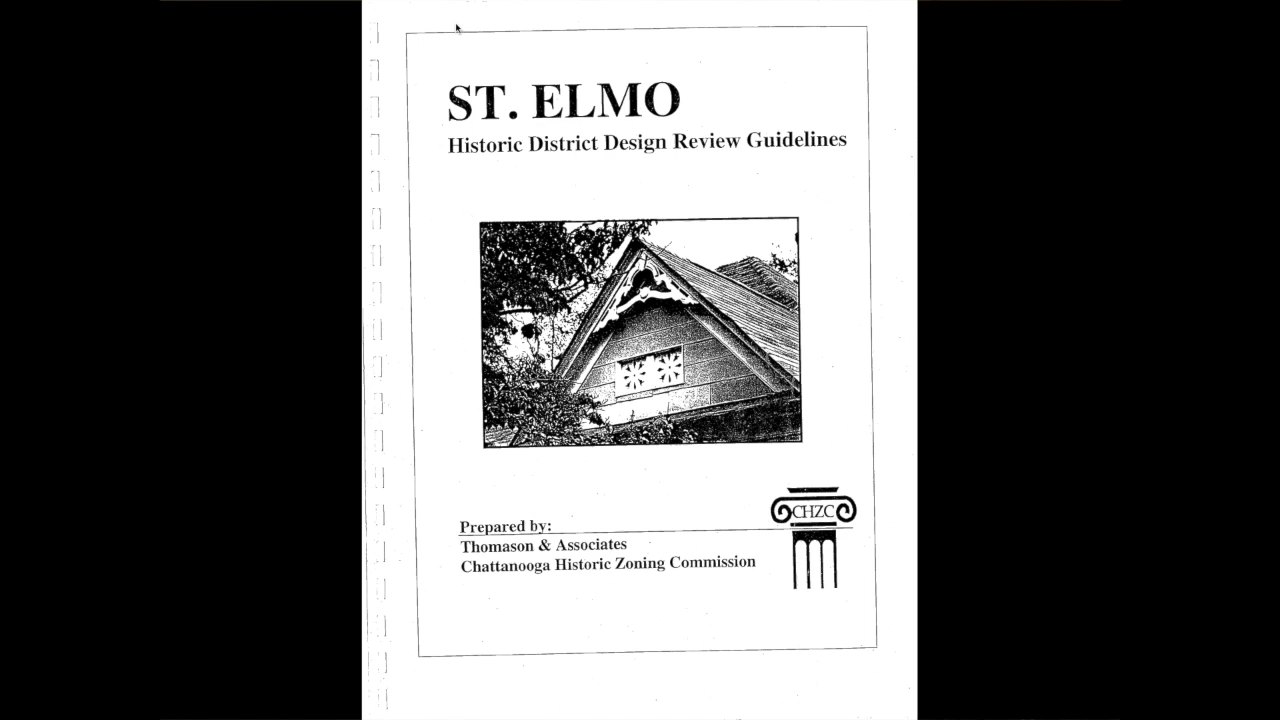 ST. ELMO
Historic District Design Review Guidelines
CHZC
Prepared by:
Thomason & Associates
Chattanooga Historic Zoning Commission